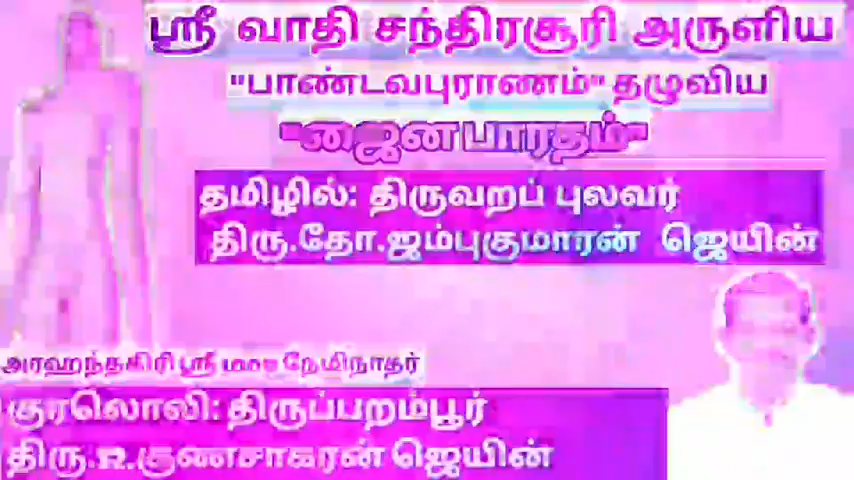 ஸ்ரீ வாதி சந்திரசூரி அருளிய
"பாண்டவபுராணம்" தழுவிய
"ஜைன பாரதம்"
தமிழில்: திருவறப் புலவர்
திரு.தோ.ஜம்புகுமாரன் ஜெயின்
அரஹந்தகிரி ஸ்ரீ நேமிநாதர்
குரலொலி: திருப்பறம்பூர்
திரு.ஐ.குணசாகரன் ஜெயின்